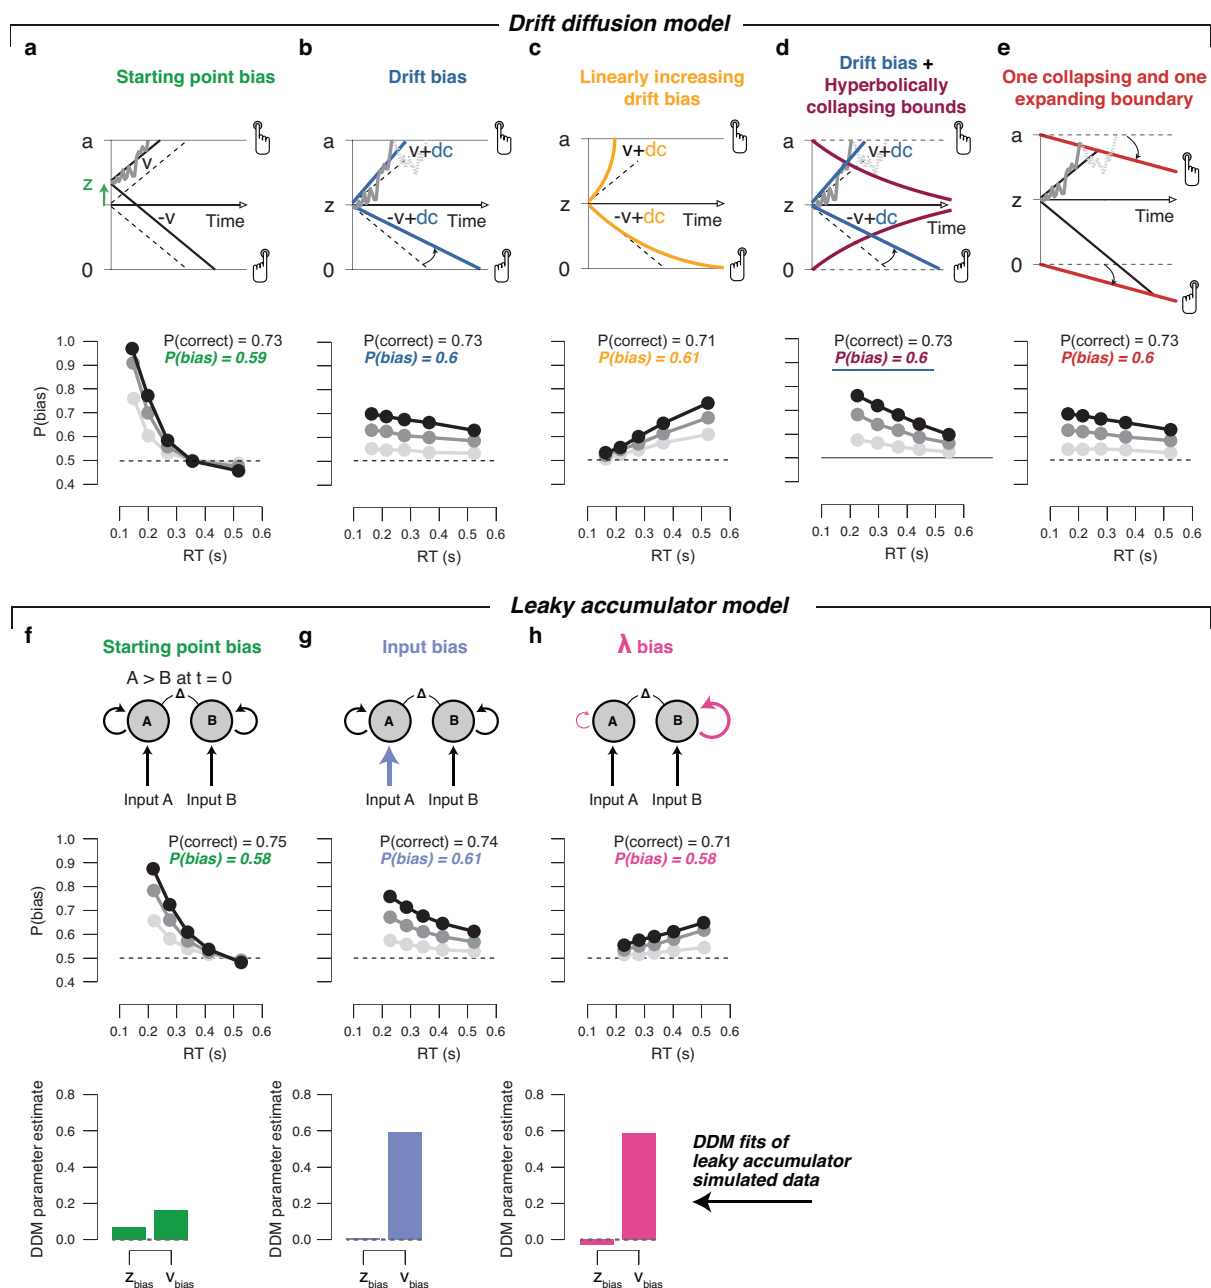 Drift diffusion model
a
Starting point bias
a
v
z
Time
-v
0
b
Drift bias
a
v+dc
z
Time
-v+dc
0
c
Linearly increasing
drift bias
a
v+dc
z
Time
-v+dc
0
d
Drift bias +
Hyperbolically
collapsing bounds
a
v+dc
z
Time
-v+dc
0
e
One collapsing and one
expanding boundary
a
z
Time
0
P(correct) = 0.73
P(bias) = 0.59
P(correct) = 0.73
P(bias) = 0.6
P(correct) = 0.71
P(bias) = 0.61
P(correct) = 0.73
P(bias) = 0.6
P(correct) = 0.73
P(bias) = 0.6
P(bias)
1.0
0.9
0.8
0.7
0.6
0.5
0.4
0.1 0.2 0.3 0.4 0.5 0.6
RT (s)
0.1 0.2 0.3 0.4 0.5 0.6
RT (s)
0.1 0.2 0.3 0.4 0.5 0.6
RT (s)
0.1 0.2 0.3 0.4 0.5 0.6
RT (s)
0.1 0.2 0.3 0.4 0.5 0.6
RT (s)
Leaky accumulator model
f
Starting point bias
A > B at t = 0
Δ
A
B
Input A
Input B
g
Input bias
Δ
A
B
Input A
Input B
h
λ bias
Δ
A
B
Input A
Input B
P(correct) = 0.75
P(bias) = 0.58
P(correct) = 0.74
P(bias) = 0.61
P(correct) = 0.71
P(bias) = 0.58
P(bias)
1.0
0.9
0.8
0.7
0.6
0.5
0.4
0.1 0.2 0.3 0.4 0.5 0.6
RT (s)
0.1 0.2 0.3 0.4 0.5 0.6
RT (s)
0.1 0.2 0.3 0.4 0.5 0.6
RT (s)
DDM parameter estimate
0.8
0.6
0.4
0.2
0.0
zbias vbias
DDM parameter estimate
0.8
0.6
0.4
0.2
0.0
zbias vbias
DDM parameter estimate
0.8
0.6
0.4
0.2
0.0
zbias vbias
DDM fits of
leaky accumulator
simulated data